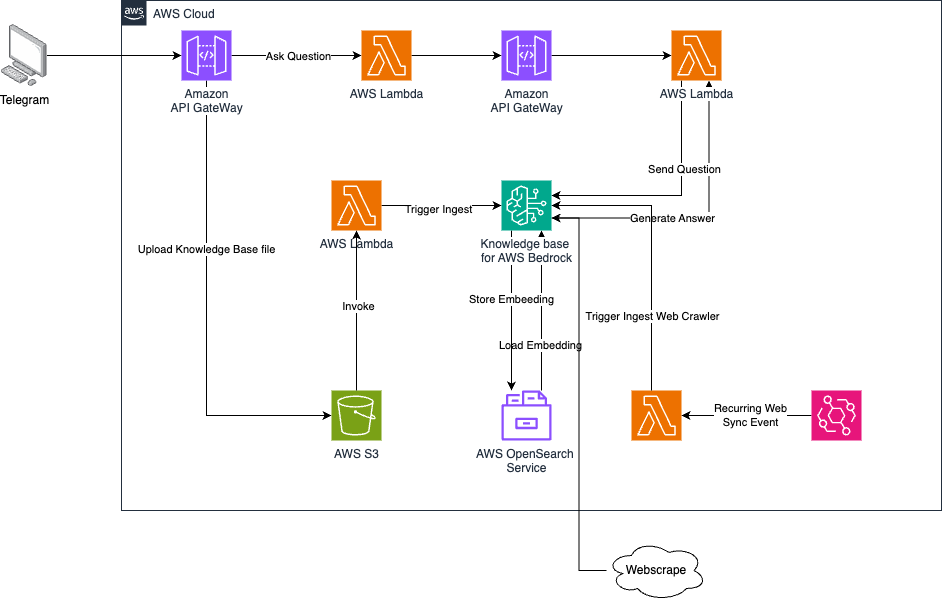 aws
AWS Cloud
Telegram
Amazon
API GateWay
Ask Question
AWS Lambda
Amazon
API GateWay
AWS Lambda
Send Question
Generate Answer
AWS Lambda
Trigger Ingest
Knowledge base
for AWS Bedrock
Upload Knowledge Base file
Invoke
Store Embeeding
Load Embedding
Trigger Ingest Web Crawler
AWS S3
AWS OpenSearch
Service
Recurring Web
Sync Event
Webscrape